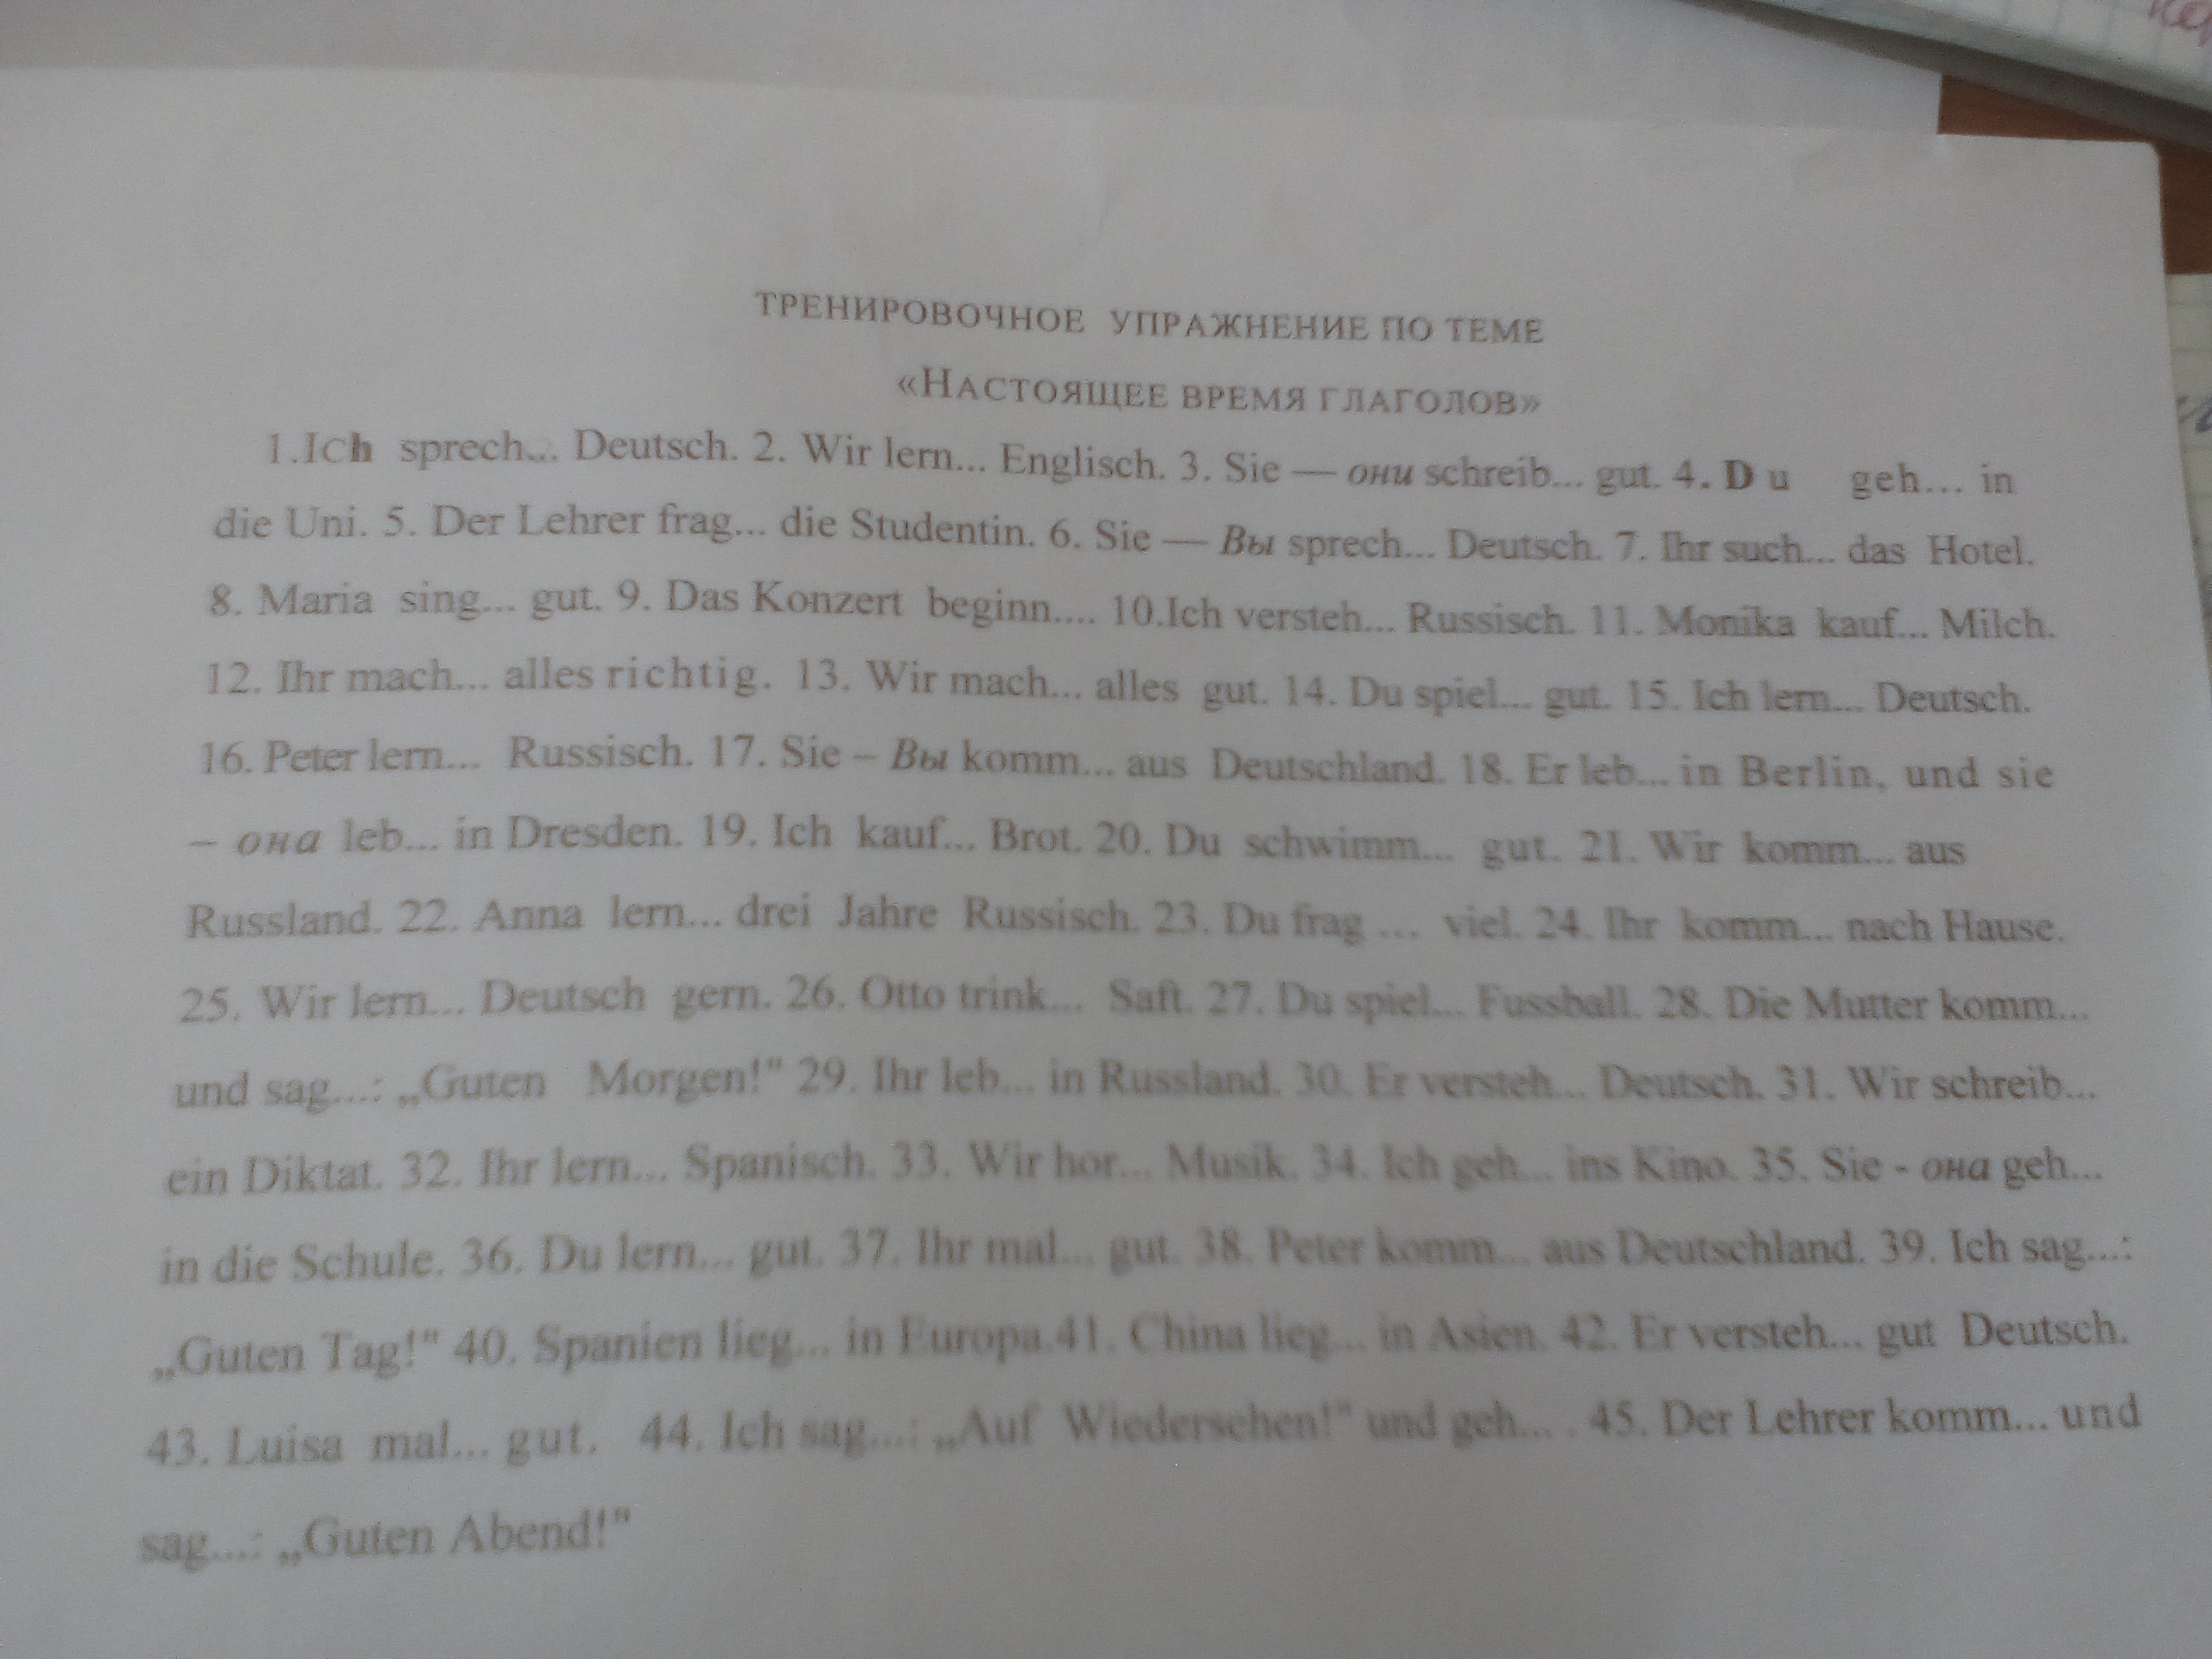 ТРЕНИРОВОЧНОЕ УПРАЖНЕНИЕ ПО ТЕМЕ
«НАСТОЯЩЕЕ ВРЕМЯ ГЛАГОЛОВ»
1.Ich sprech... Deutsch. 2. Wir lern... Englisch. 3. Sie — они schreib... gut. 4. Du geh... in
die Uni. 5. Der Lehrer frag... die Studentin. 6. Sie — Вы sprech... Deutsch. 7. Ihr such... das Hotel.
8. Maria sing... gut. 9. Das Konzert beginn.... 10.Ich versteh... Russisch. 11. Monika kauf... Milch.
12. Ihr mach... alles richtig. 13. Wir mach... alles gut. 14. Du spiel... gut. 15. Ich lern... Deutsch.
16. Peter lern... Russisch. 17. Sie – Вы komm... aus Deutschland. 18. Er leb... in Berlin, und sie
– она leb... in Dresden. 19. Ich kauf... Brot. 20. Du schwimm... gut. 21. Wir komm... aus
Russland. 22. Anna lern... drei Jahre Russisch. 23. Du frag ... viel. 24. Ihr komm... nach Hause.
25. Wir lern... Deutsch gern. 26. Otto trink... Saft. 27. Du spiel... Fussball. 28. Die Mutter komm...
und sag...: „Guten Morgen!" 29. Ihr leb... in Russland. 30. Er versteh... Deutsch. 31. Wir schreib...
ein Diktat. 32. Ihr lern... Spanisch. 33. Wir hor... Musik. 34. Ich geh... ins Kino. 35. Sie - она geh...
in die Schule. 36. Du lern... gut. 37. Ihr mal... gut. 38. Peter komm... aus Deutschland. 39. Ich sag...:
„Guten Tag!" 40. Spanien lieg... in Europa.41. China lieg... in Asien. 42. Er versteh... gut Deutsch.
43. Luisa mal... gut. 44. Ich sag...: „Auf Wiedersehen!" und geh... . 45. Der Lehrer komm... und
sag...: „Guten Abend!"